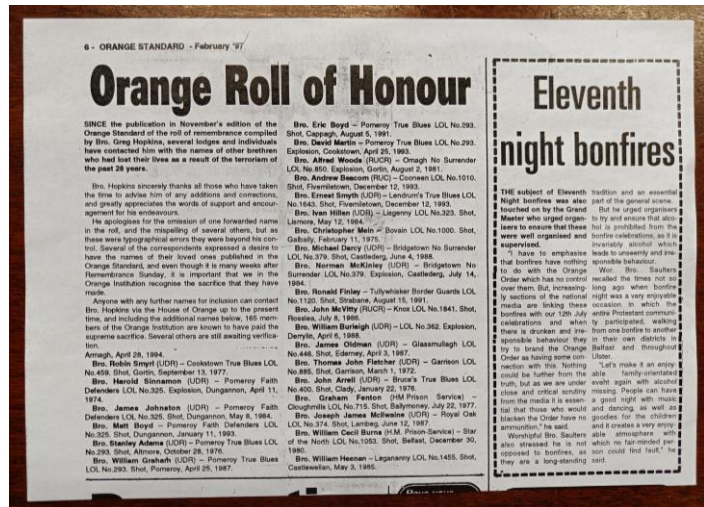 6 - ORANGE STANDARD - February '97
Orange Roll of Honour
SINCE the publication in November's edition of the
Orange Standard of the roll of remembrance compiled
by Bro. Greg Hopkins, several lodges and individuals
have contacted him with the names of other brethren
who had lost their lives as a result of the terrorism of
the past 28 years.
Bro. Hopkins sincerely thanks all those who have taken
the time to advise him of any additions and corrections,
and greatly appreciates the words of support and encour-
agement for his endeavours.
He apologises for the omission of one forwarded name
in the roll, and the mispelling of several others, but as
these were typographical errors they were beyond his con-
trol. Several of the correspondents expressed a desire to
have the names of their loved ones published in the
Orange Standard, and even though it is many weeks after
Remembrance Sunday, it is important that we in the
Orange Institution recognise the sacrifice that they have
made.
Anyone with any further names for inclusion can contact
Bro. Hopkins via the House of Orange up to the present
time, and including the additional names below, 165 mem-
bers of the Orange Institution are known to have paid the
supreme sacrifice. Several others are still awaiting verifica-
tion.
Armagh, April 28, 1994.
Bro. Robin Smyrl (UDR) – Cookstown True Blues LOL
No.459. Shot, Gortin, September 13, 1977.
Bro. Harold Sinnamon (UDR) – Pomeroy Faith
Defenders LOL No.325. Explosion, Dungannon, April 11,
1974.
Bro. James Johnston (UDR) – Pomeroy Faith
Defenders LOL No.325. Shot, Dungannon, May 8, 1984.
Bro. Matt Boyd – Pomeroy Faith Defenders LOL
No.325. Shot, Dungannon, January 11, 1993.
Bro. Stanley Adams (UDR) – Pomeroy True Blues LOL
No.293. Shot, Altmore, October 28, 1976.
Bro. William Graham (UDR) – Pomeroy True Blues
LOL No.293. Shot, Pomeroy, April 25, 1987.
Bro. Eric Boyd – Pomeroy True Blues LOL No.293.
Shot, Cappagh, August 5, 1991.
Bro. David Martin – Pomeroy True Blues LOL No.293.
Explosion, Cookstown, April 25, 1993.
Bro. Alfred Woods (RUCR) – Omagh No Surrender
LOL No.850. Explosion, Gortin, August 2, 1981.
Bro. Andrew Beacom (RUC) – Cooneen LOL No.1010.
Shot, Fivemiletown, December 12, 1993.
Bro. Ernest Smyth (UDR) – Lendrum's True Blues LOL
No.1643. Shot, Fivemiletown, December 12, 1993.
Bro. Ivan Hillen (UDR) – Lisgenny LOL No.323. Shot,
Lismore, May 12, 1984.
Bro. Christopher Mein – Bovain LOL No.1000. Shot,
Galbally, February 11, 1975.
Bro. Michael Darcy (UDR) – Bridgetown No Surrender
LOL No.379. Shot, Castlederg, June 4, 1988.
Bro. Norman McKinley (UDR) – Bridgetown No
Surrender LOL No.379. Explosion, Castlederg, July 14,
1984.
Bro. Ronald Finlay – Tullywhisker Border Guards LOL
No.1120. Shot, Strabane, August 15, 1991.
Bro. John McVitty (RUCR) – Knox LOL No.1841. Shot,
Rosslea, July 8, 1986.
Bro. William Burleigh (UDR) – LOL No.362. Explosion,
Derrylin, April 6, 1988.
Bro. James Oldman (UDR) – Glassmullagh LOL
No.446. Shot, Ederney, April 3, 1987.
Bro. Thomas John Fletcher (UDR) – Garrison LOL
No.885. Garrison, March 1, 1972.
Bro. John Arrell (UDR) – Bruce's True Blues LOL
No.400. Shot, Clady, January 22, 1976.
Bro. Graham Fenton (HM Prison Service) –
Cloughmills LOL No.715. Shot, Ballymoney, July 22, 1977.
Bro. Joseph James McIlwaine (UDR) – Royal Oak
LOL No.374. Shot, Lambeg, June 12, 1987.
Bro. William Cecil Burns (H.M. Prison-Service) – Star
of the North LOL No.1053. Shot, Belfast, December 30,
1980.
Bro. William Heenan – Legananny LOL No.1455. Shot,
Castlewellan, May 3, 1985.
Eleventh
night bonfires
THE subject of Eleventh
Night bonfires was also
touched on by the Grand
Master who urged organ-
isers to ensure that these
were well organised and
supervised.
"I have to emphasise
that bonfires have nothing
to do with the Orange
Order which has no control
over them. But, increasing-
ly sections of the national
media are linking these
bonfires with our 12th July
celebrations and when
there is drunken and irre-
sponsible behaviour they
try to brand the Orange
Order as having some con-
nection with this. Nothing
could be further from the
truth, but as we are under
close and critical scrutiny
from the media it is essen-
tial that those who would
blacken the Order have no
ammunition," he said.
Worshipful Bro. Saulters
also stressed he is not
opposed to bonfires, as
they are a long-standing
tradition and an essential
part of the general scene.
But he urged organisers
to try and ensure that alco-
hol is prohibited from the
bonfire celebrations, as it is
invariably alcohol which
leads to unseemly and irre-
sponsible behaviour.
Wor. Bro. Saulters
recalled the times not so
long ago when bonfire
night was a very enjoyable
occasion in which the
entire Protestant communi-
ty participated, walking
from one bonfire to another
in their own districts in
Belfast and throughout
Ulster.
"Let's make it an enjoy-
able family-orientated
event again with alcohol
missing. People can have
a good night with music
and dancing, as well as
goodies for the children
and it creates a very enjoy-
able atmosphere with
which no fair-minded per-
son could find fault," he
said.